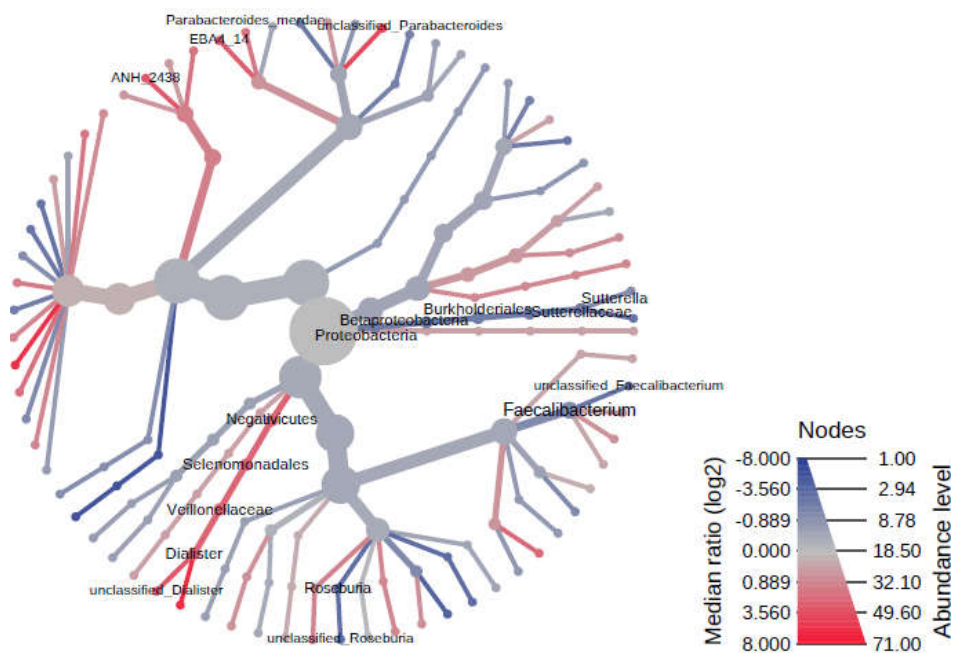 Parabacteroides_merdae
unclassified_Parabacteroides
EBA4_14
ANH_2438
Sutterella
Burkholderiales
Sutterellaceae
Betaproteobacteria
Proteobacteria
unclassified_Faecalibacterium
Faecalibacterium
Negativicutes
Selenomonadales
Veillonellaceae
Dialister
unclassified_Dialister
Roseburia
unclassified_Roseburia
Nodes
Median ratio (log2)
Abundance level
-8.000 1.00
-3.560 2.94
-0.889 8.78
0.000 18.50
0.889 32.10
3.560 49.60
8.000 71.00